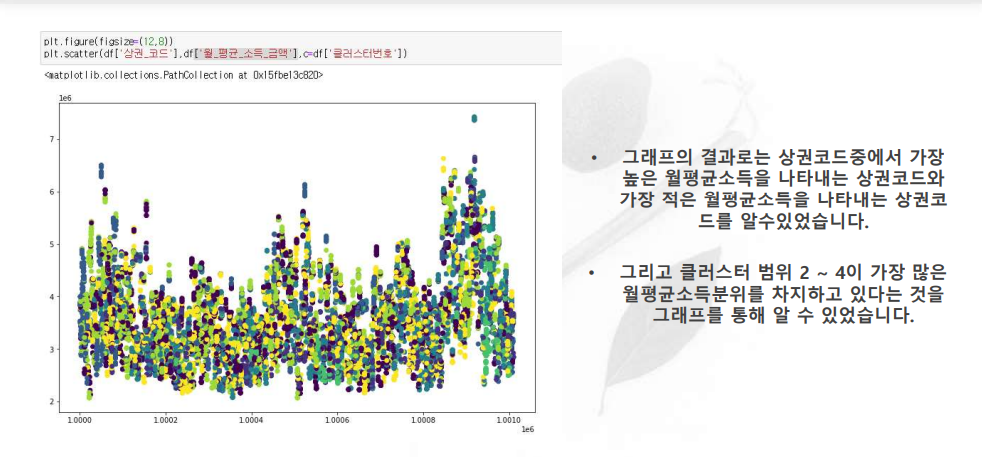 plt.figure(figsize=(12,8))
plt.scatter(df['상권_코드'],df['월_평균_소득_금액'],c=df['클러스터번호'])
<matplotlib.collections.PathCollection at 0x15fbe13c820>
1e6
7
6
5
4
3
2
1.0000 1.0002 1.0004 1.0006 1.0008 1.0010
1e6
• 그래프의 결과로는 상권코드중에서 가장
높은 월평균소득을 나타내는 상권코드와
가장 적은 월평균소득을 나타내는 상권코
드를 알수있었습니다.
• 그리고 클러스터 범위 2 ~ 4이 가장 많은
월평균소득분위를 차지하고 있다는 것을
그래프를 통해 알 수 있었습니다.